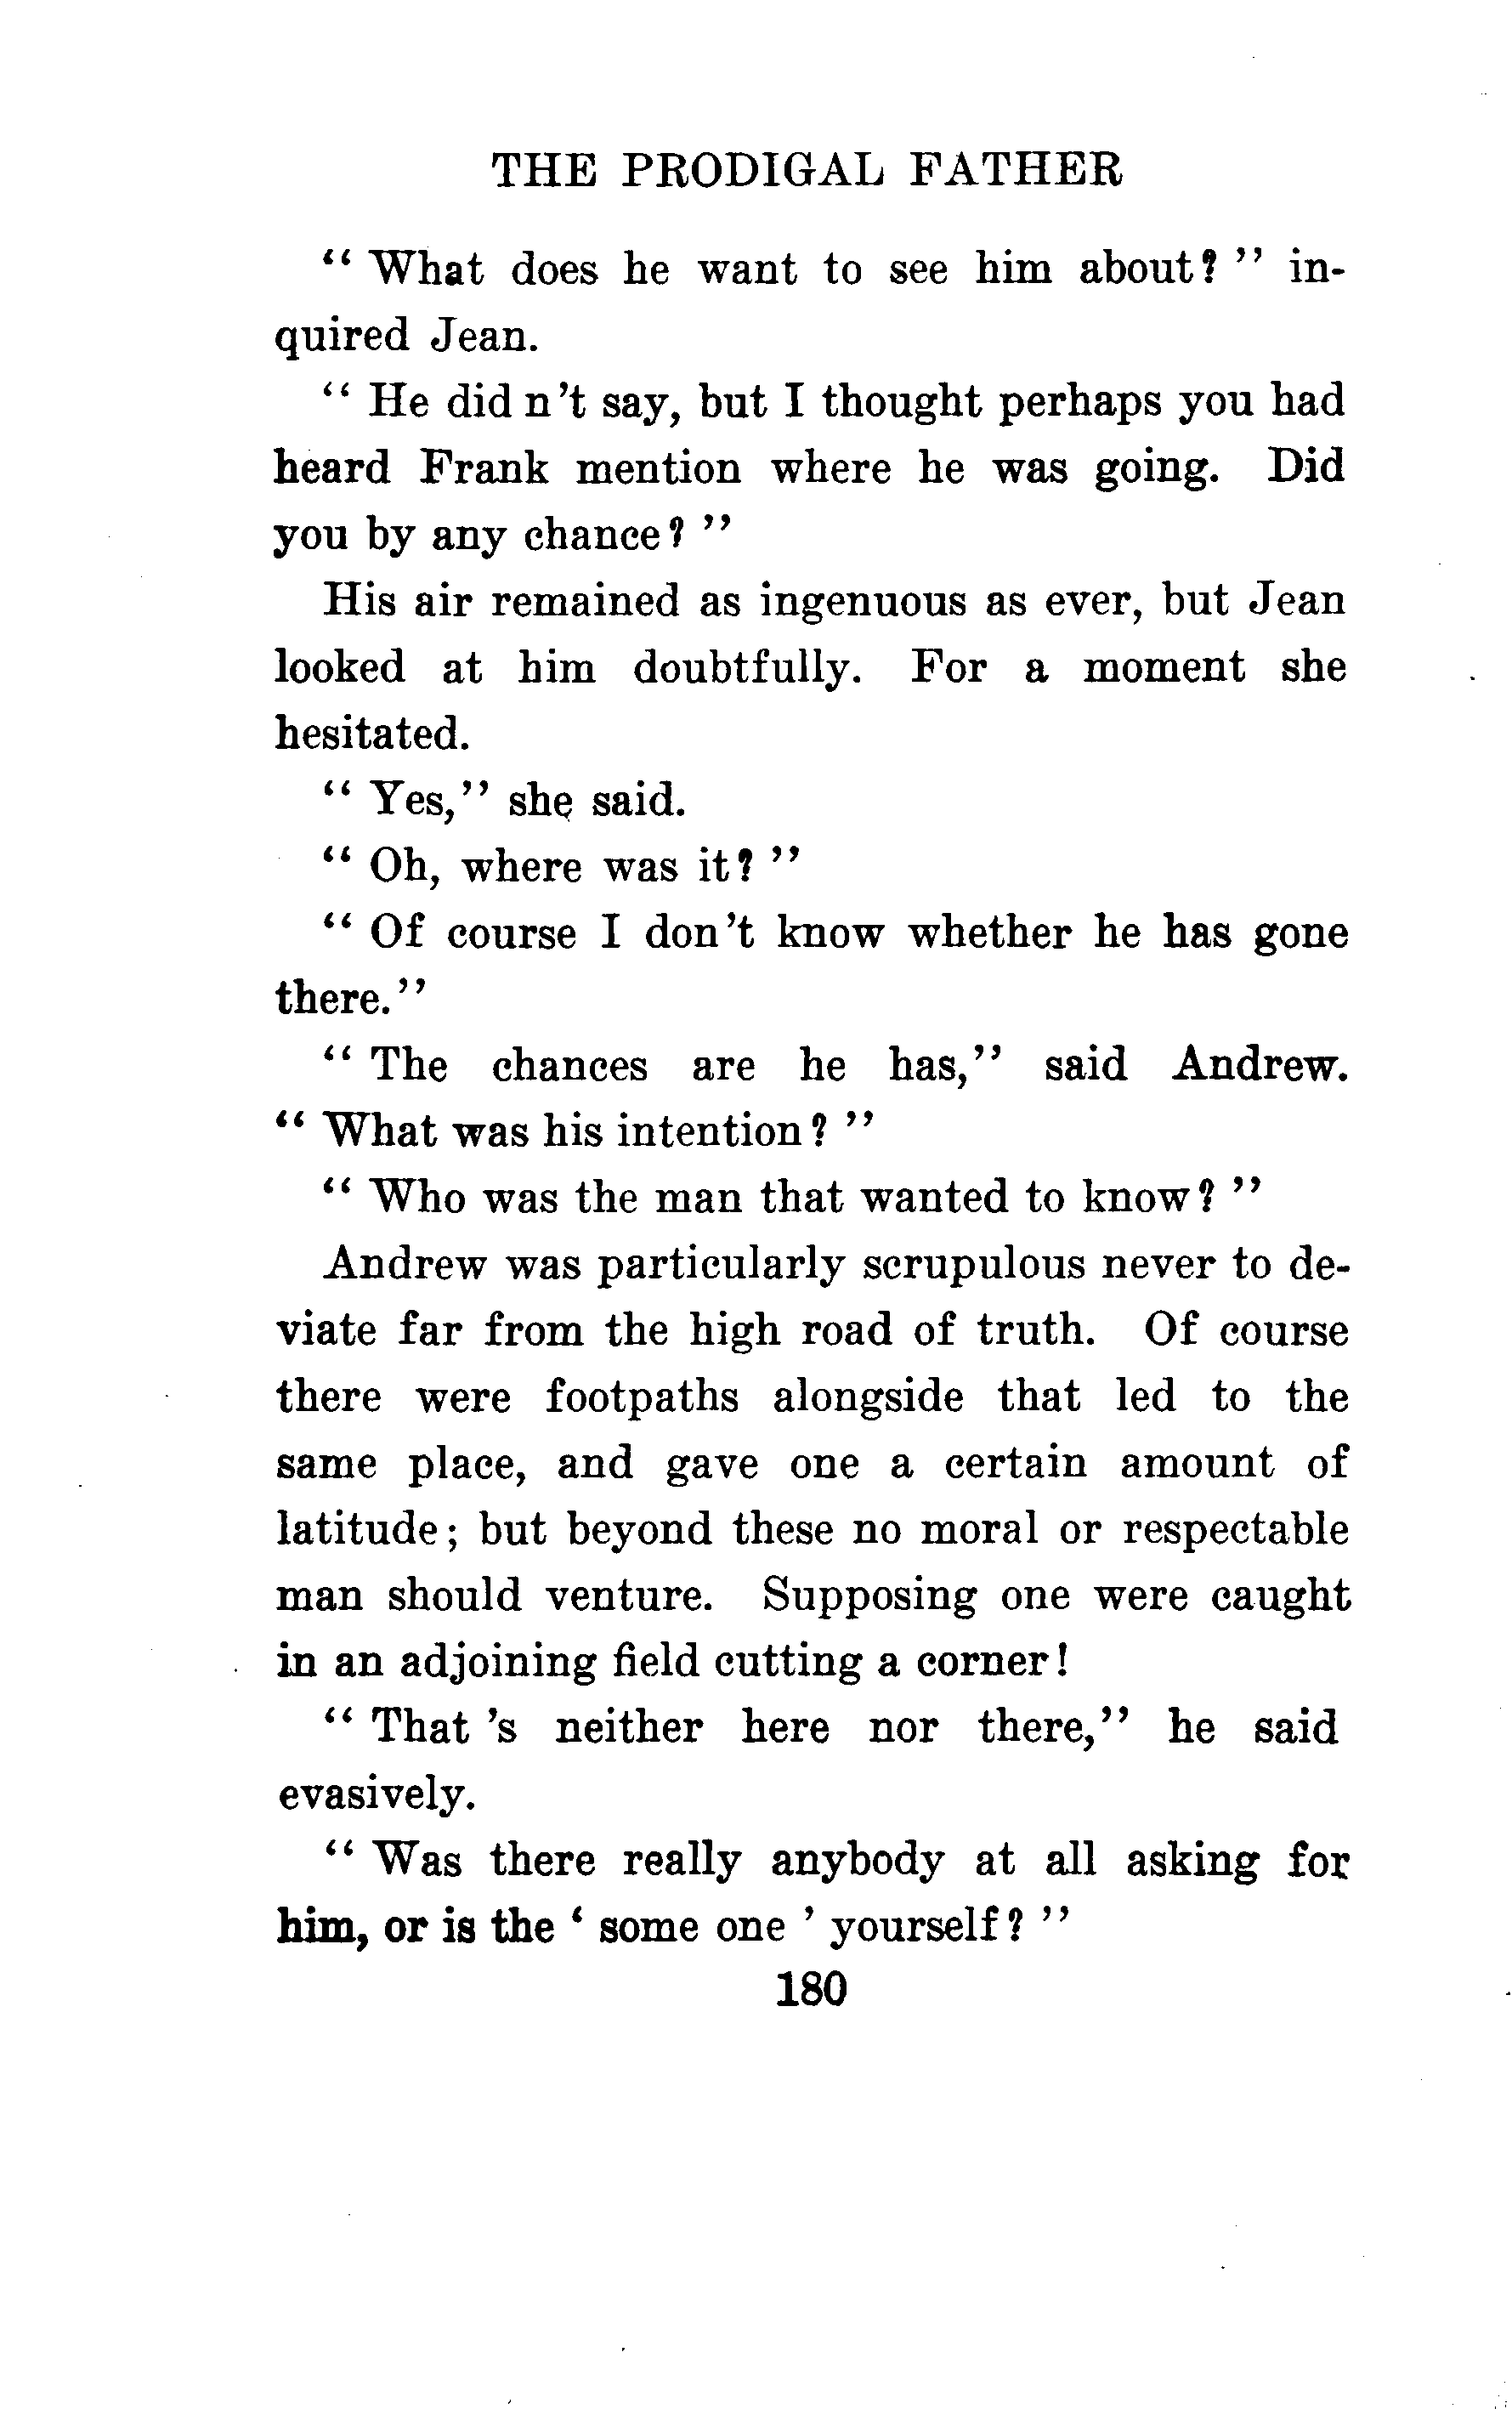 THE PRODIGAL FATHER
“ What does he want to see him about? ” in-
quired Jean.
“ He did n't say, but I thought perhaps you had
heard Frank mention where he was going. Did
you by any chance? ”
His air remained as ingenuous as ever, but Jean
looked at him doubtfully. For a moment she
hesitated.
“ Yes,” she said.
“ Oh, where was it? ”
“ Of course I don't know whether he has gone
there.”
“ The chances are he has,” said Andrew.
“ What was his intention? ”
“ Who was the man that wanted to know? ”
Andrew was particularly scrupulous never to de-
viate far from the high road of truth. Of course
there were footpaths alongside that led to the
same place, and gave one a certain amount of
latitude; but beyond these no moral or respectable
man should venture. Supposing one were caught
in an adjoining field cutting a corner!
“ That 's neither here nor there,” he said
evasively.
“ Was there really anybody at all asking for
him, or is the ‘ some one ’ yourself? ”
180